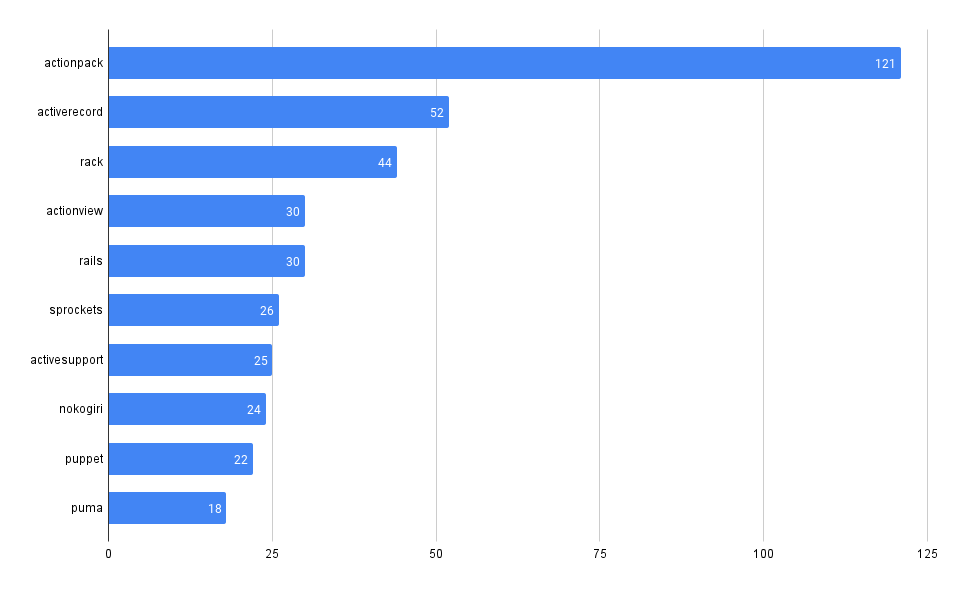 actionpack 121
activerecord 52
rack 44
actionview 30
rails 30
sprockets 26
activesupport 25
nokogiri 24
puppet 22
puma 18
0 25 50 75 100 125